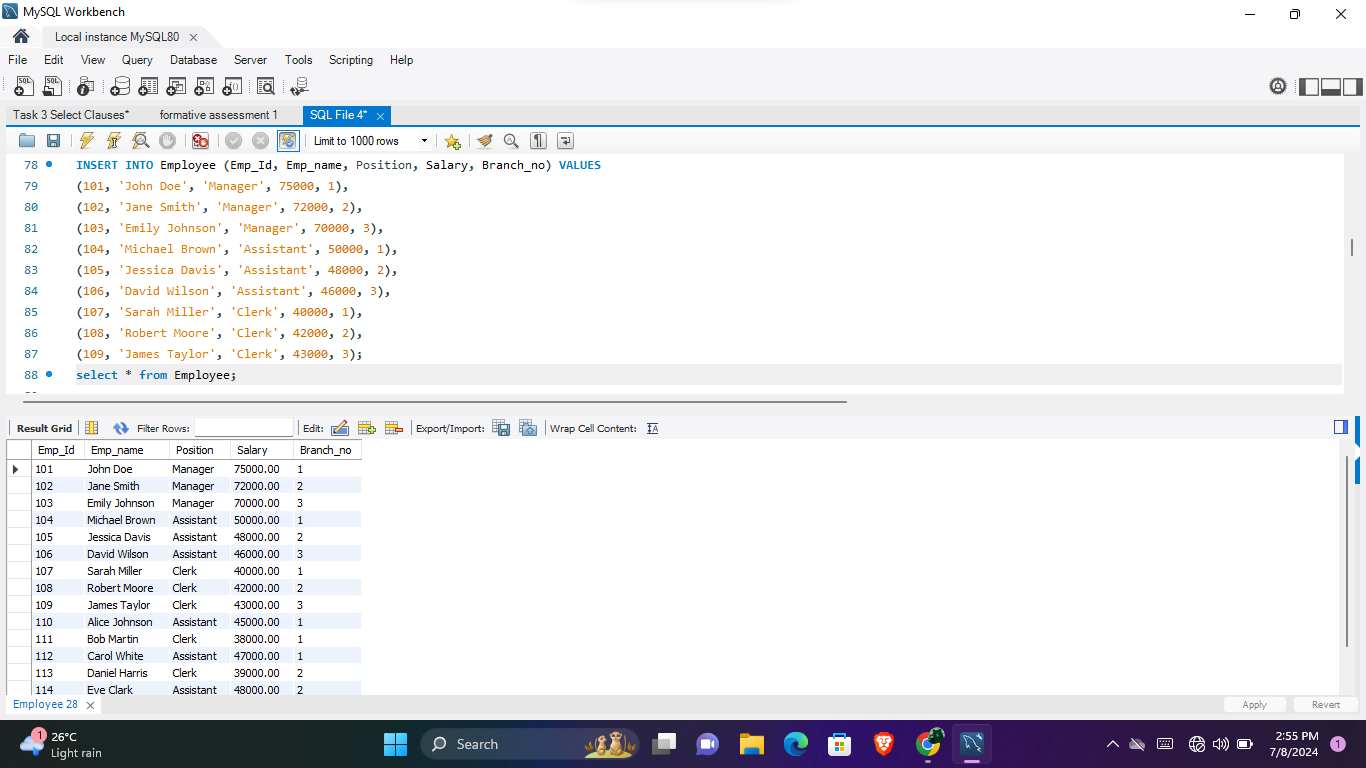 MySQL Workbench
Local instance MySQL80
File Edit View Query Database Server Tools Scripting Help
Task 3 Select Clauses* formative assessment 1 SQL File 4*
Limit to 1000 rows
78 INSERT INTO Employee (Emp_Id, Emp_name, Position, Salary, Branch_no) VALUES
79 (101, 'John Doe', 'Manager', 75000, 1),
80 (102, 'Jane Smith', 'Manager', 72000, 2),
81 (103, 'Emily Johnson', 'Manager', 70000, 3),
82 (104, 'Michael Brown', 'Assistant', 50000, 1),
83 (105, 'Jessica Davis', 'Assistant', 48000, 2),
84 (106, 'David Wilson', 'Assistant', 46000, 3),
85 (107, 'Sarah Miller', 'Clerk', 40000, 1),
86 (108, 'Robert Moore', 'Clerk', 42000, 2),
87 (109, 'James Taylor', 'Clerk', 43000, 3);
88 select * from Employee;
Result Grid Filter Rows: Edit: Export/Import: Wrap Cell Content:
Emp_Id Emp_name Position Salary Branch_no
101 John Doe Manager 75000.00 1
102 Jane Smith Manager 72000.00 2
103 Emily Johnson Manager 70000.00 3
104 Michael Brown Assistant 50000.00 1
105 Jessica Davis Assistant 48000.00 2
106 David Wilson Assistant 46000.00 3
107 Sarah Miller Clerk 40000.00 1
108 Robert Moore Clerk 42000.00 2
109 James Taylor Clerk 43000.00 3
110 Alice Johnson Assistant 45000.00 1
111 Bob Martin Clerk 38000.00 1
112 Carol White Assistant 47000.00 1
113 Daniel Harris Clerk 39000.00 2
114 Eve Clark Assistant 48000.00 2
Employee 28 Apply Revert
1 26°C
Light rain
Search
2:55 PM
7/8/2024 1